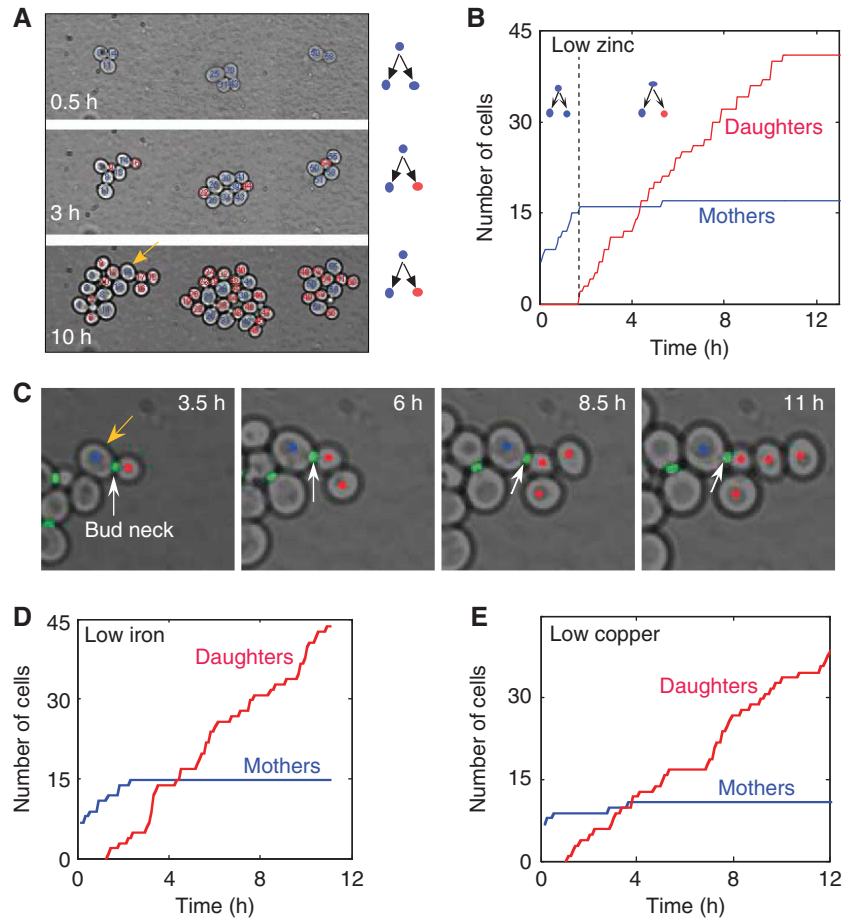 A
0.5 h
3 h
10 h
B
Low zinc
Daughters
Mothers
Number of cells
45
30
15
0
0 4 8 12
Time (h)
C
3.5 h
6 h
8.5 h
11 h
Bud neck
D
Low iron
Daughters
Mothers
Number of cells
45
30
15
0
0 4 8 12
Time (h)
E
Low copper
Daughters
Mothers
Number of cells
30
15
0
0 4 8 12
Time (h)